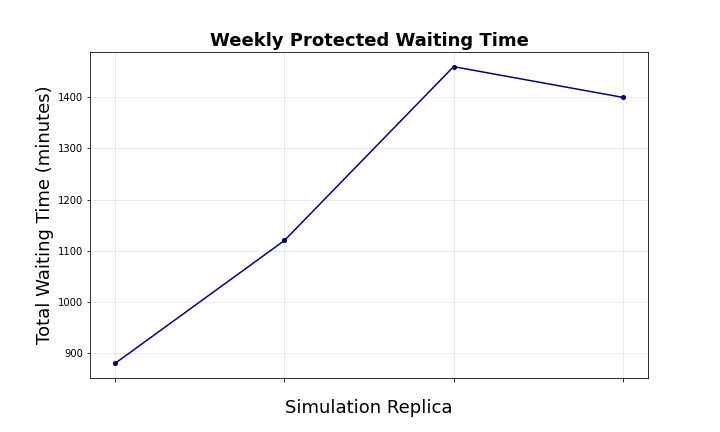 Weekly Protected Waiting Time
Total Waiting Time (minutes)
1400
1300
1200
1100
1000
900
Simulation Replica